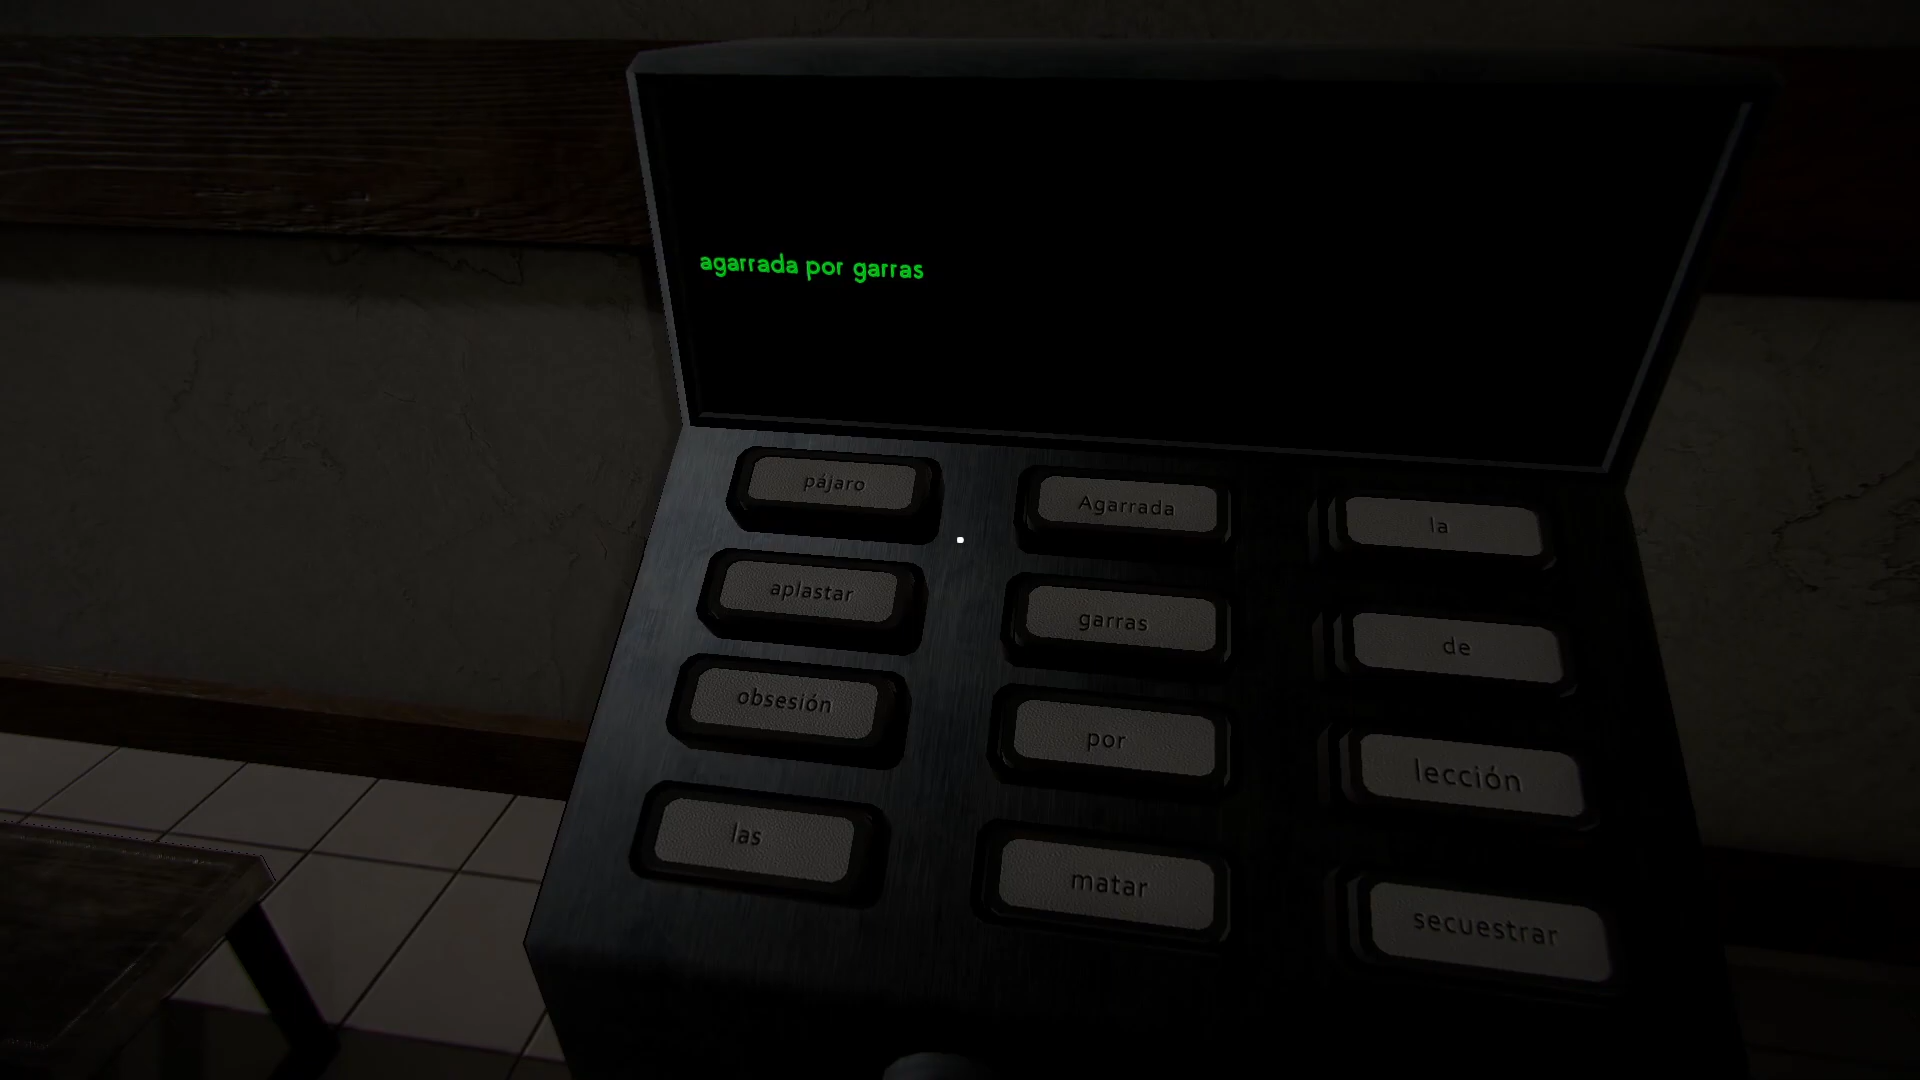 agarrada por garras
pájaro Agarrada la
aplastar garras de
obsesión por lección
las matar secuestrar